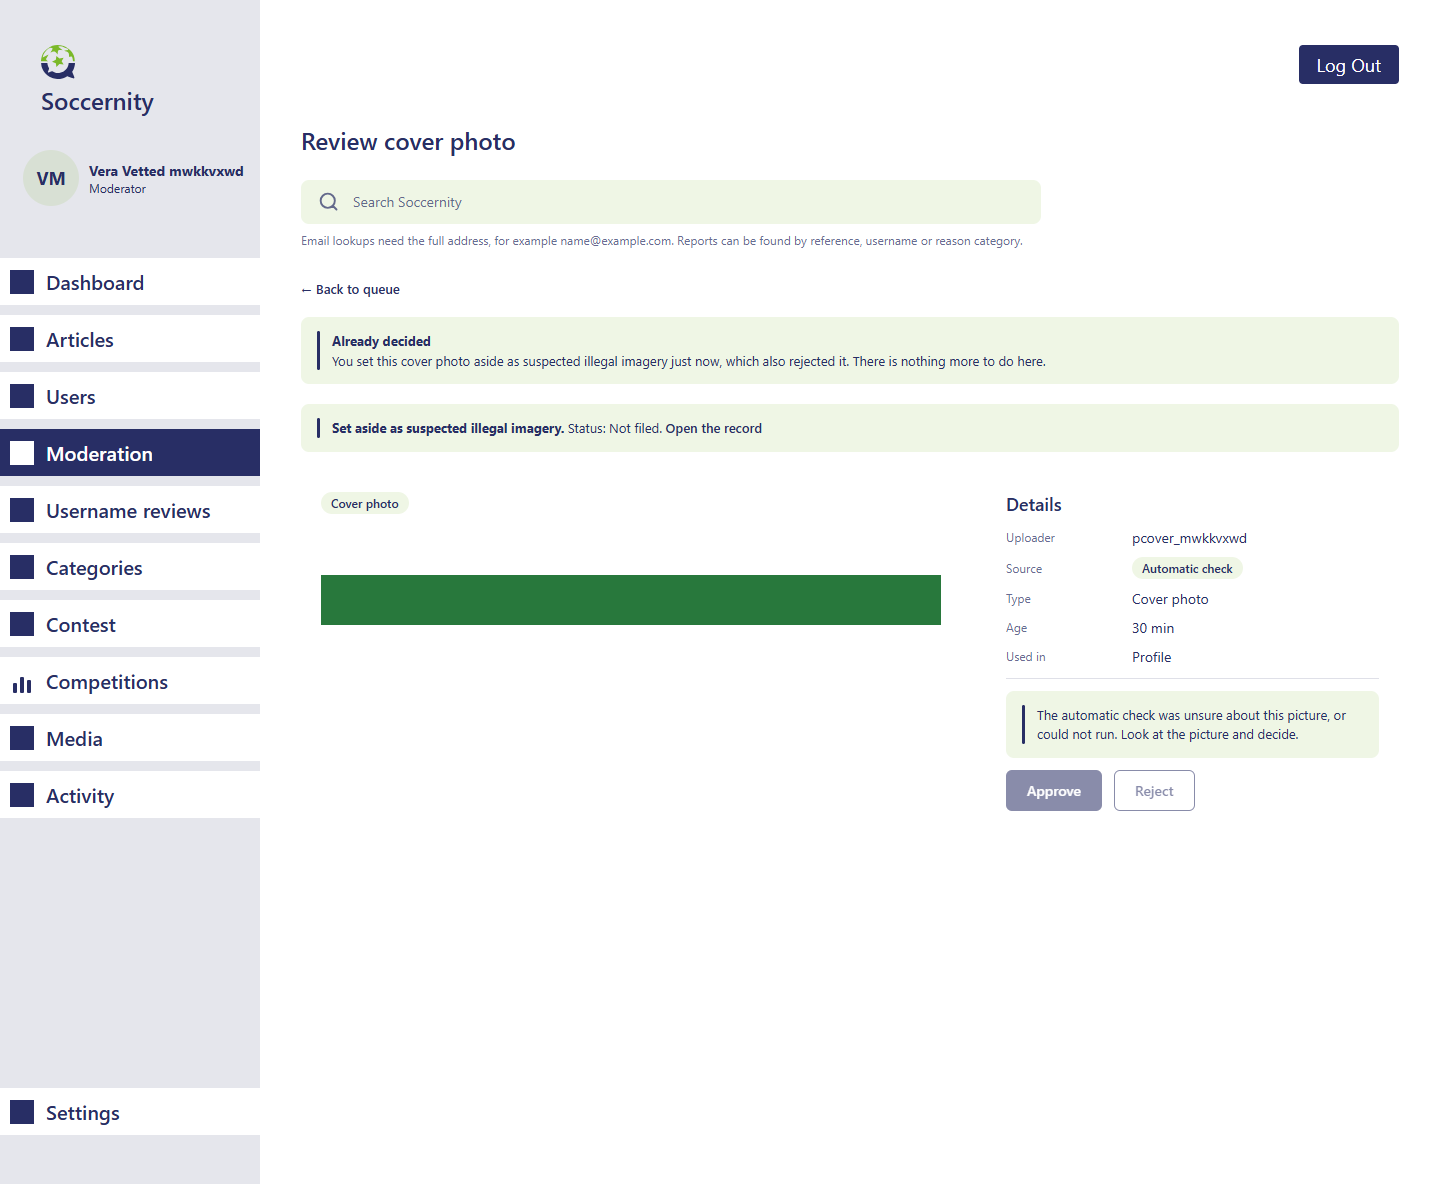 Soccernity
VM
Vera Vetted mwkkvxwd
Moderator
Dashboard
Articles
Users
Moderation
Username reviews
Categories
Contest
Competitions
Media
Activity
Settings
Log Out
Review cover photo
Search Soccernity
Email lookups need the full address, for example name@example.com. Reports can be found by reference, username or reason category.
← Back to queue
Already decided
You set this cover photo aside as suspected illegal imagery just now, which also rejected it. There is nothing more to do here.
Set aside as suspected illegal imagery. Status: Not filed. Open the record
Cover photo
Details
Uploader pcover_mwkkvxwd
Source Automatic check
Type Cover photo
Age 30 min
Used in Profile
The automatic check was unsure about this picture, or
could not run. Look at the picture and decide.
Approve Reject